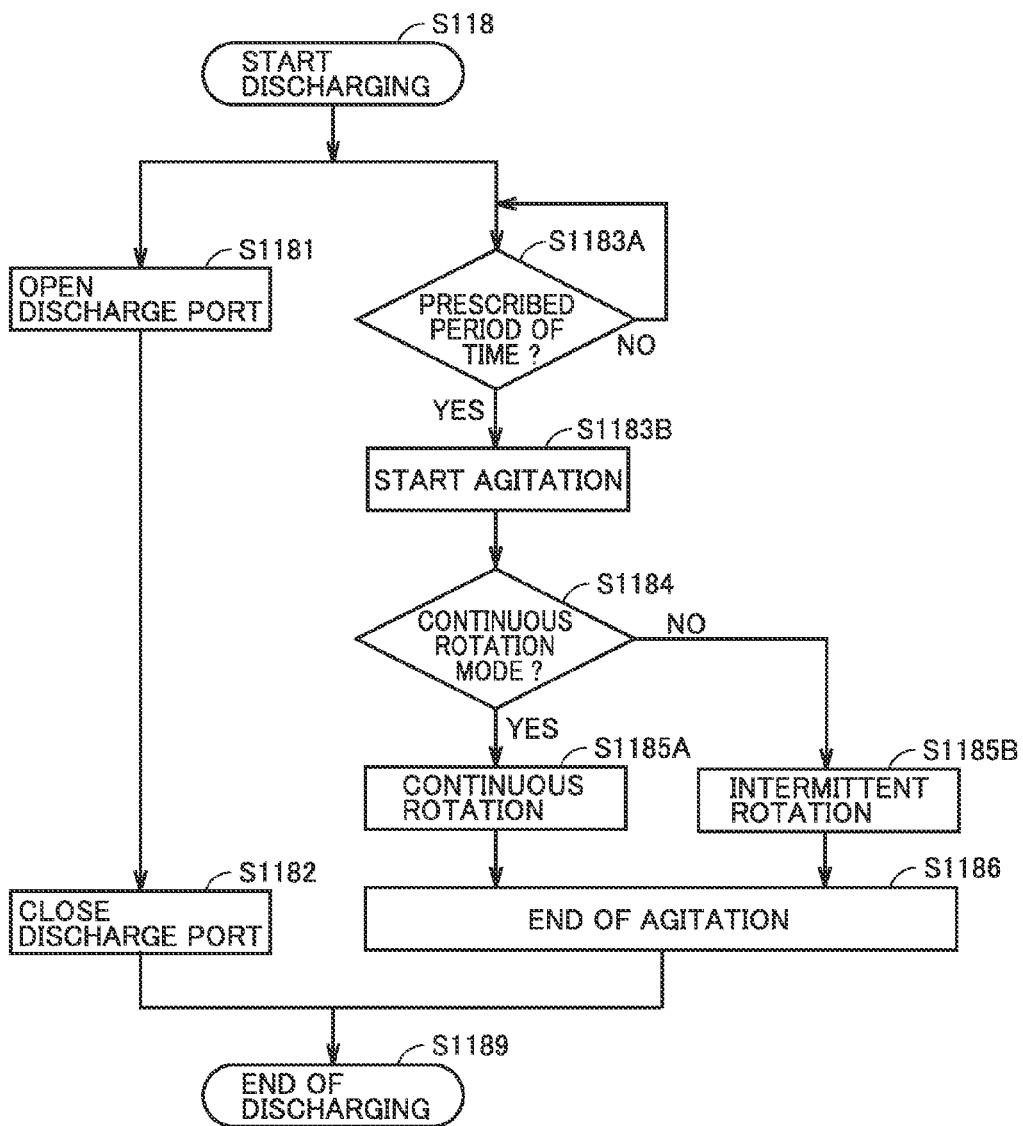 S118
START
DISCHARGING
S1181
OPEN
DISCHARGE PORT
S1183A
PRESCRIBED
PERIOD OF
TIME ?
NO
YES
S1183B
START AGITATION
S1184
CONTINUOUS
ROTATION
MODE ?
NO
YES
S1185A
CONTINUOUS
ROTATION
S1185B
INTERMITTENT
ROTATION
S1182
CLOSE
DISCHARGE PORT
S1186
END OF AGITATION
S1189
END OF
DISCHARGING